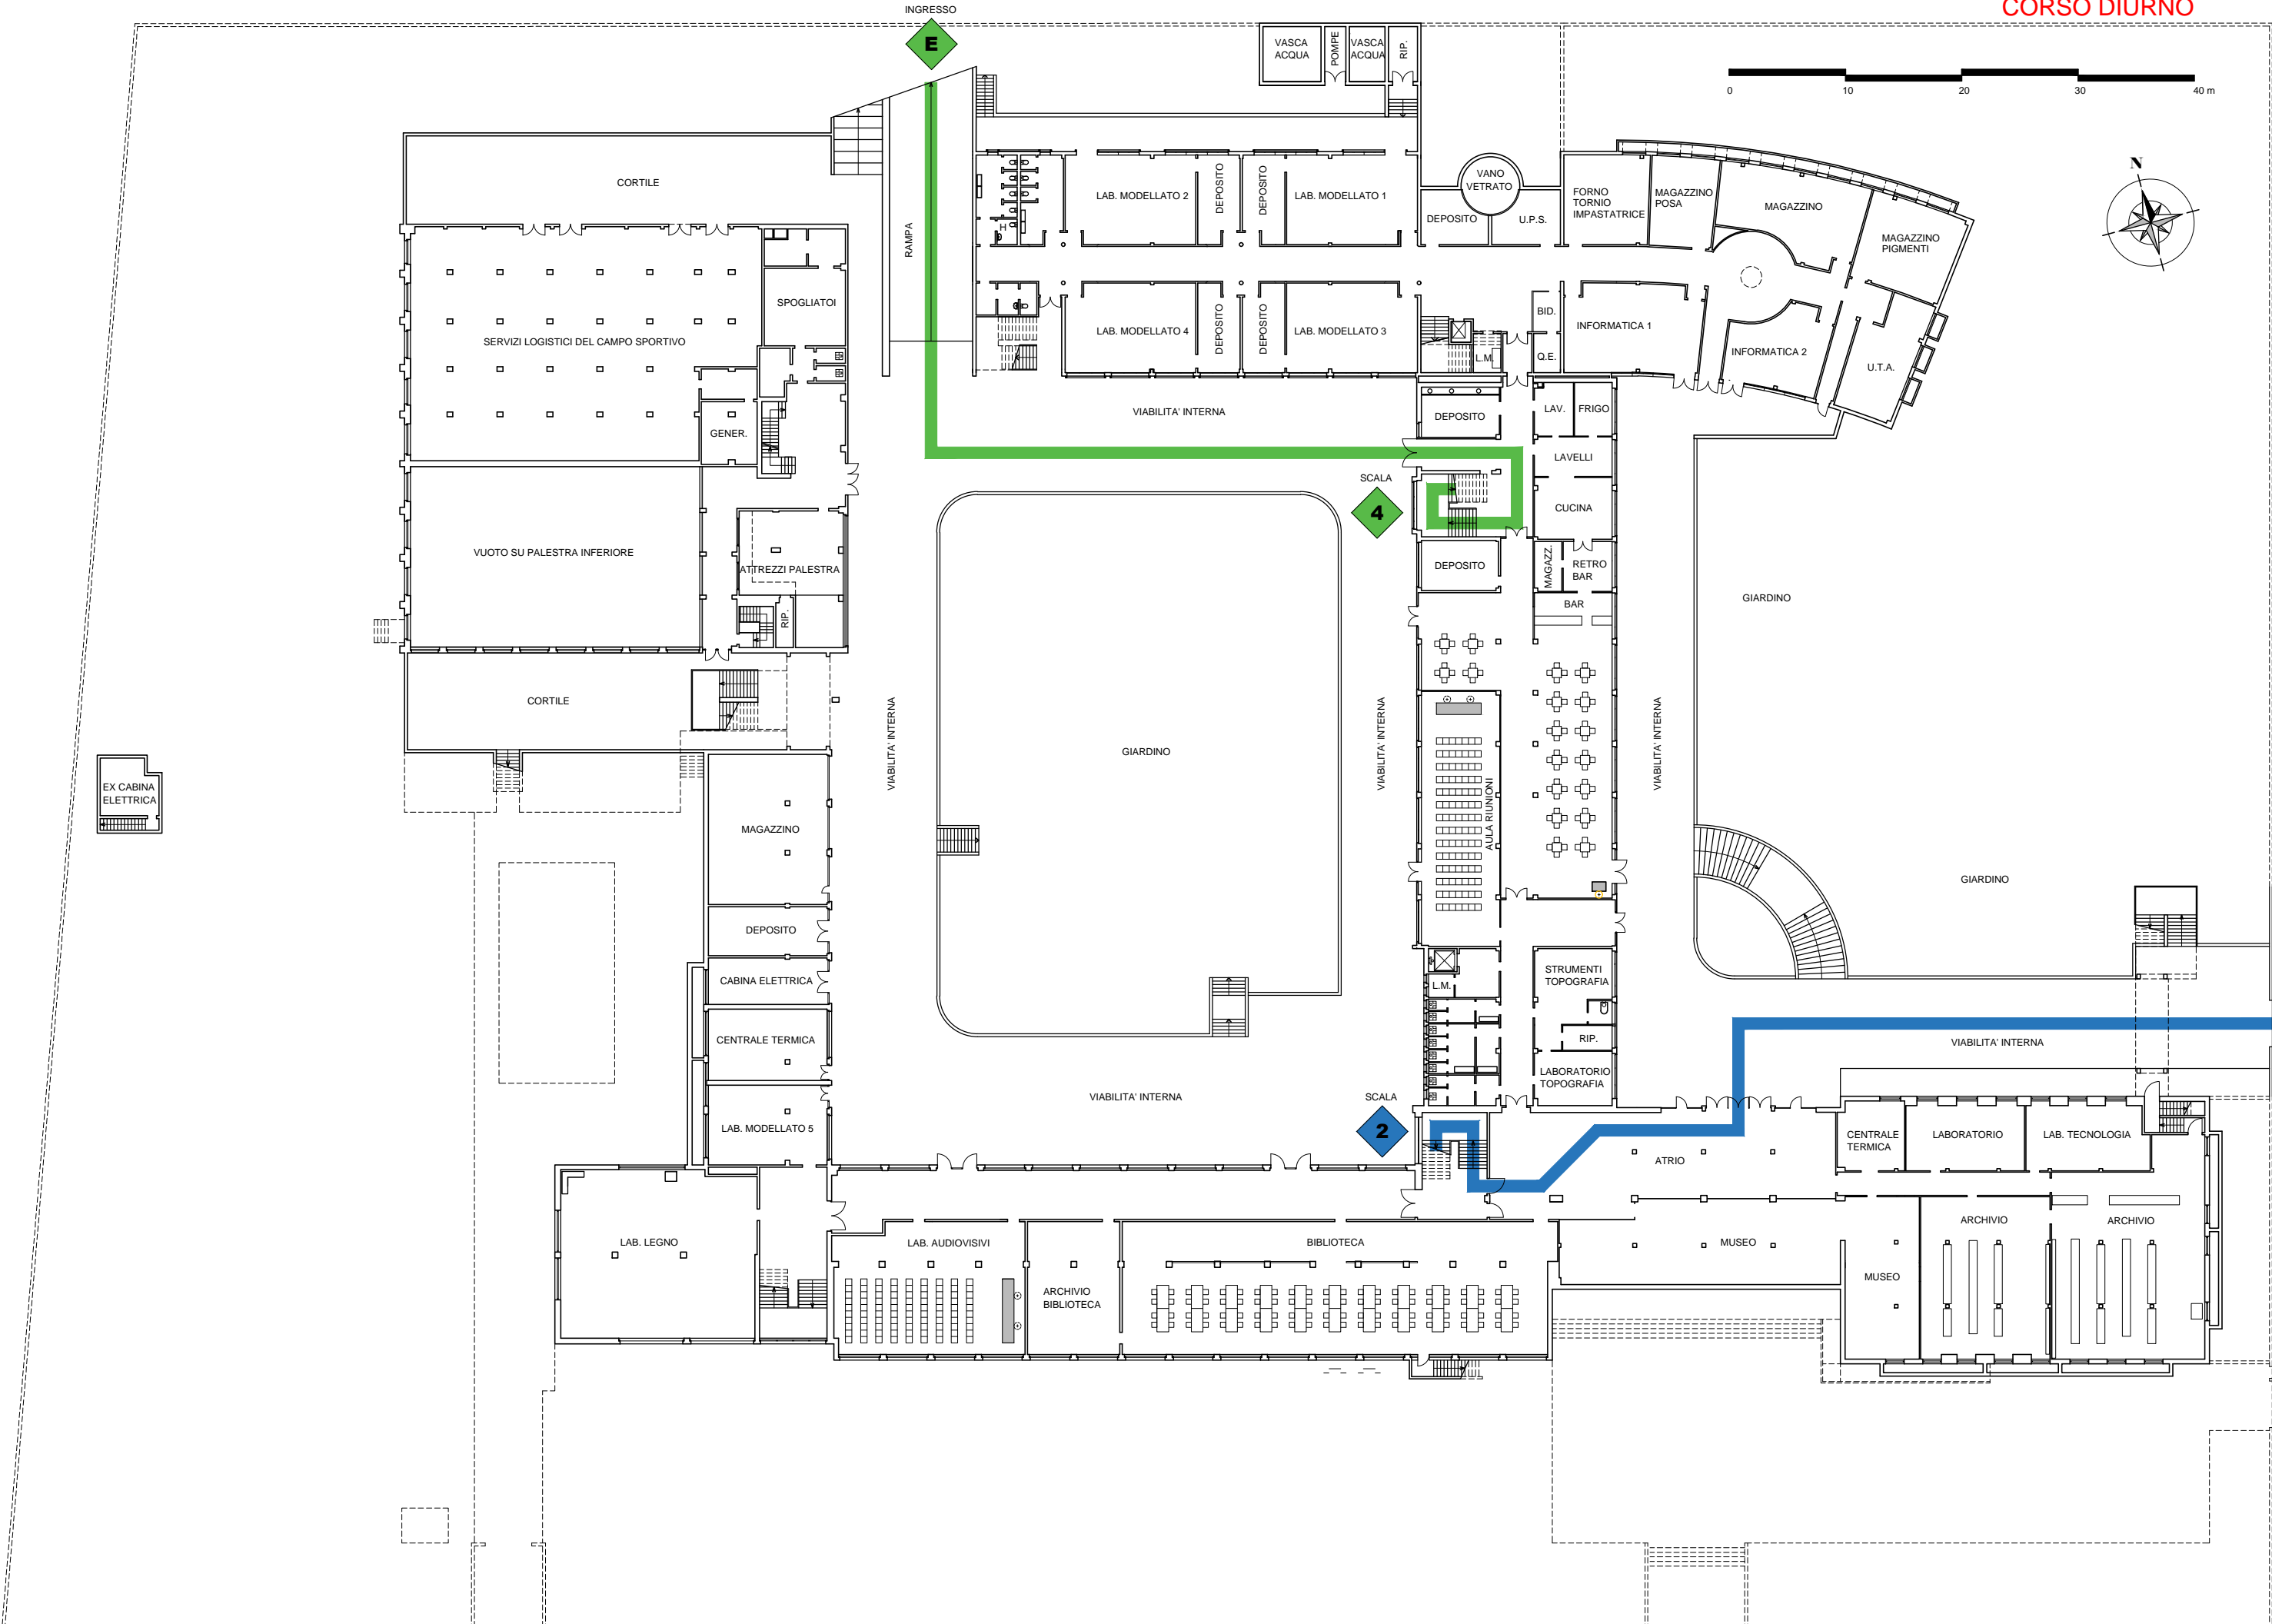 CORSO DIURNO
INGRESSO
E
VASCA
ACQUA
POMPE
VASCA
ACQUA
RIP.
0
10
20
30
40 m
N
CORTILE
RAMPA
H
LAB. MODELLATO 2
DEPOSITO
DEPOSITO
LAB. MODELLATO 1
VANO
VETRATO
DEPOSITO
U.P.S.
FORNO
TORNIO
IMPASTATRICE
MAGAZZINO
POSA
MAGAZZINO
MAGAZZINO
PIGMENTI
SPOGLIATOI
SERVIZI LOGISTICI DEL CAMPO SPORTIVO
LAB. MODELLATO 4
DEPOSITO
DEPOSITO
LAB. MODELLATO 3
L.M.
BID.
Q.E.
INFORMATICA 1
INFORMATICA 2
U.T.A.
GENER.
VIABILITA' INTERNA
DEPOSITO
LAV.
FRIGO
LAVELLI
SCALA
4
CUCINA
VUOTO SU PALESTRA INFERIORE
ATTREZZI PALESTRA
RIP.
DEPOSITO
MAGAZZ.
RETRO
BAR
BAR
GIARDINO
CORTILE
VIABILITA' INTERNA
GIARDINO
VIABILITA' INTERNA
AULA RIUNIONI
VIABILITA' INTERNA
EX CABINA
ELETTRICA
MAGAZZINO
GIARDINO
DEPOSITO
CABINA ELETTRICA
STRUMENTI
TOPOGRAFIA
L.M.
CENTRALE TERMICA
RIP.
VIABILITA' INTERNA
LABORATORIO
TOPOGRAFIA
VIABILITA' INTERNA
SCALA
2
LAB. MODELLATO 5
CENTRALE
TERMICA
LABORATORIO
LAB. TECNOLOGIA
ATRIO
LAB. LEGNO
LAB. AUDIOVISIVI
BIBLIOTECA
MUSEO
ARCHIVIO
ARCHIVIO
ARCHIVIO
BIBLIOTECA
MUSEO